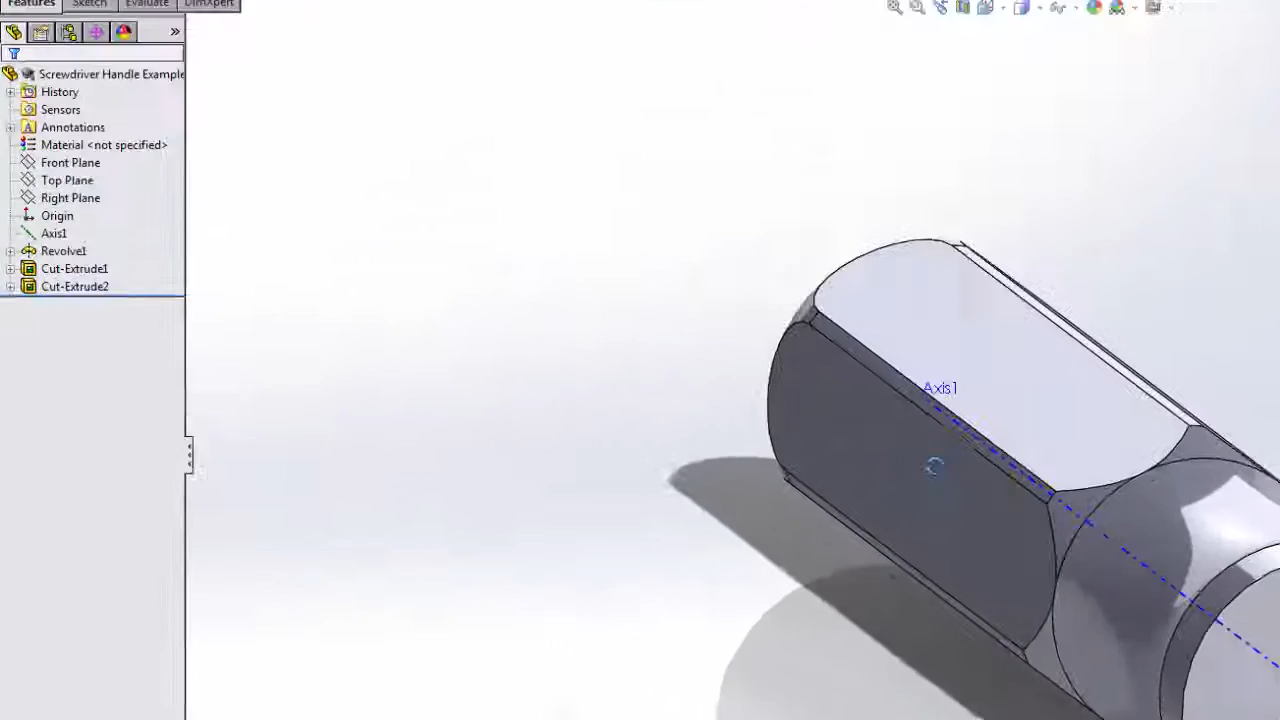 Features Sketch Evaluate DimXpert
Screwdriver Handle Example
History
Sensors
Annotations
Material <not specified>
Front Plane
Top Plane
Right Plane
Origin
Axis1
Revolve1
Cut-Extrude1
Cut-Extrude2
Axis1